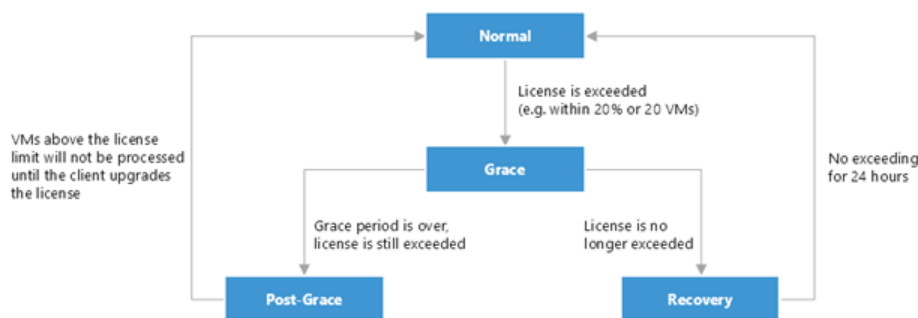 Normal
License is exceeded
(e.g. within 20% or 20 VMs)
VMs above the license
limit will not be processed
until the client upgrades
the license
No exceeding
for 24 hours
Grace
Grace period is over,
license is still exceeded
License is no
longer exceeded
Post-Grace
Recovery